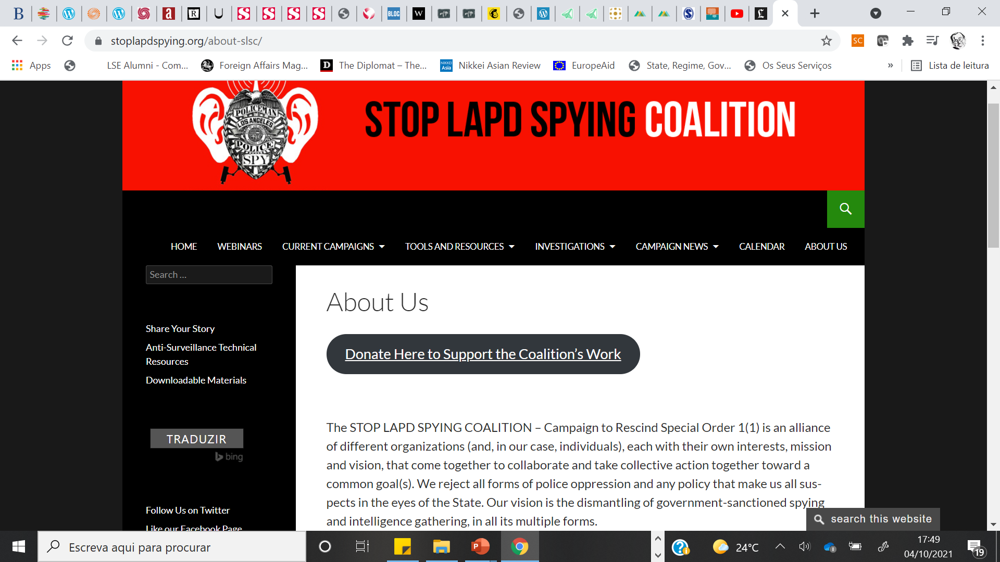 stoplapdspying.org/about-slsc/
SC
Apps
LSE Alumni - Com...
Foreign Affairs Mag...
D
The Diplomat – The...
NIKKEI Asia
Nikkei Asian Review
EuropeAid
State, Regime, Gov...
Os Seus Serviços
»
Lista de leitura
POLICEMAN
LOS ANGELES
POLICE
SPY
STOP LAPD SPYING COALITION
HOME WEBINARS CURRENT CAMPAIGNS TOOLS AND RESOURCES INVESTIGATIONS CAMPAIGN NEWS CALENDAR ABOUT US
Search ...
Share Your Story
Anti-Surveillance Technical
Resources
Downloadable Materials
TRADUZIR
bing
Follow Us on Twitter
Like our Facebook Page
About Us
Donate Here to Support the Coalition’s Work
The STOP LAPD SPYING COALITION – Campaign to Rescind Special Order 1(1) is an alliance
of different organizations (and, in our case, individuals), each with their own interests, mission
and vision, that come together to collaborate and take collective action together toward a
common goal(s). We reject all forms of police oppression and any policy that make us all sus-
pects in the eyes of the State. Our vision is the dismantling of government-sanctioned spying
and intelligence gathering, in all its multiple forms.
search this website
Escreva aqui para procurar
24°C
17:49
04/10/2021
19